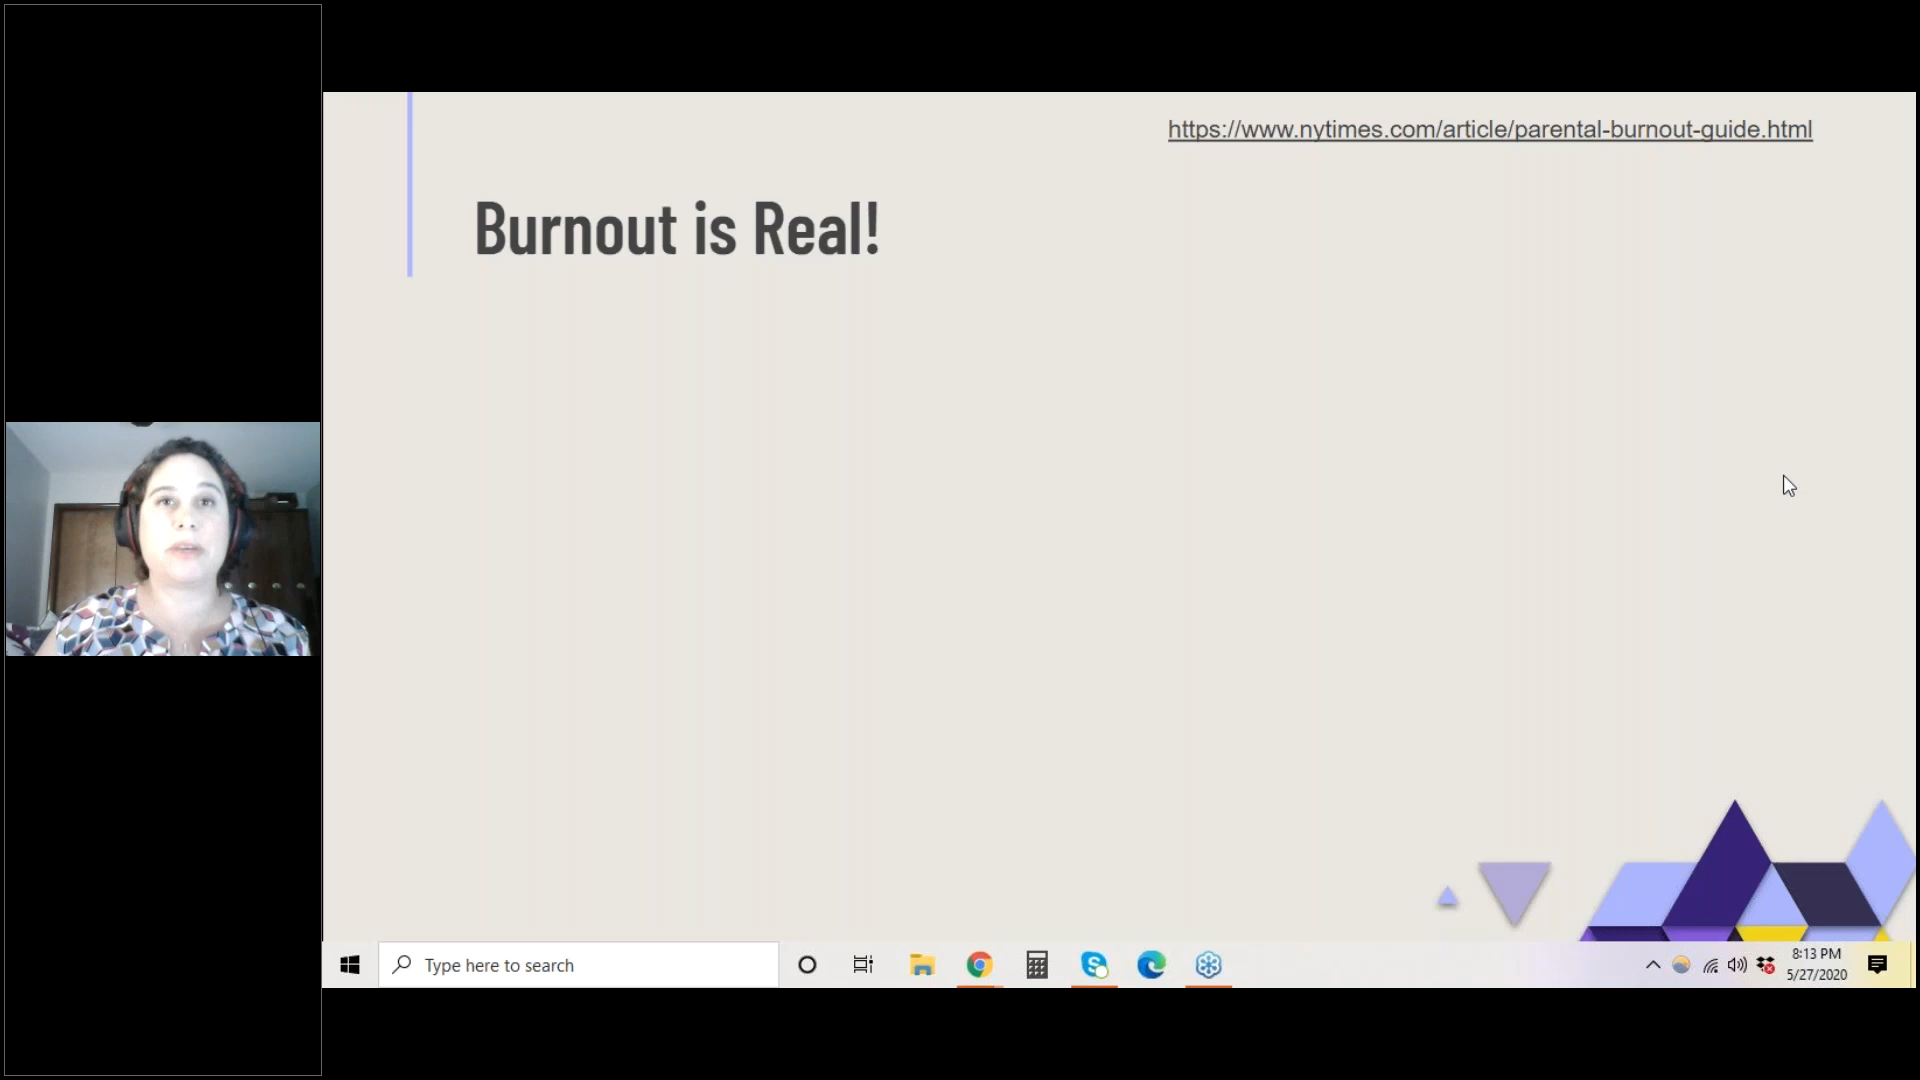 https://www.nytimes.com/article/parental-burnout-guide.html
Burnout is Real!
Type here to search
8:13 PM
5/27/2020